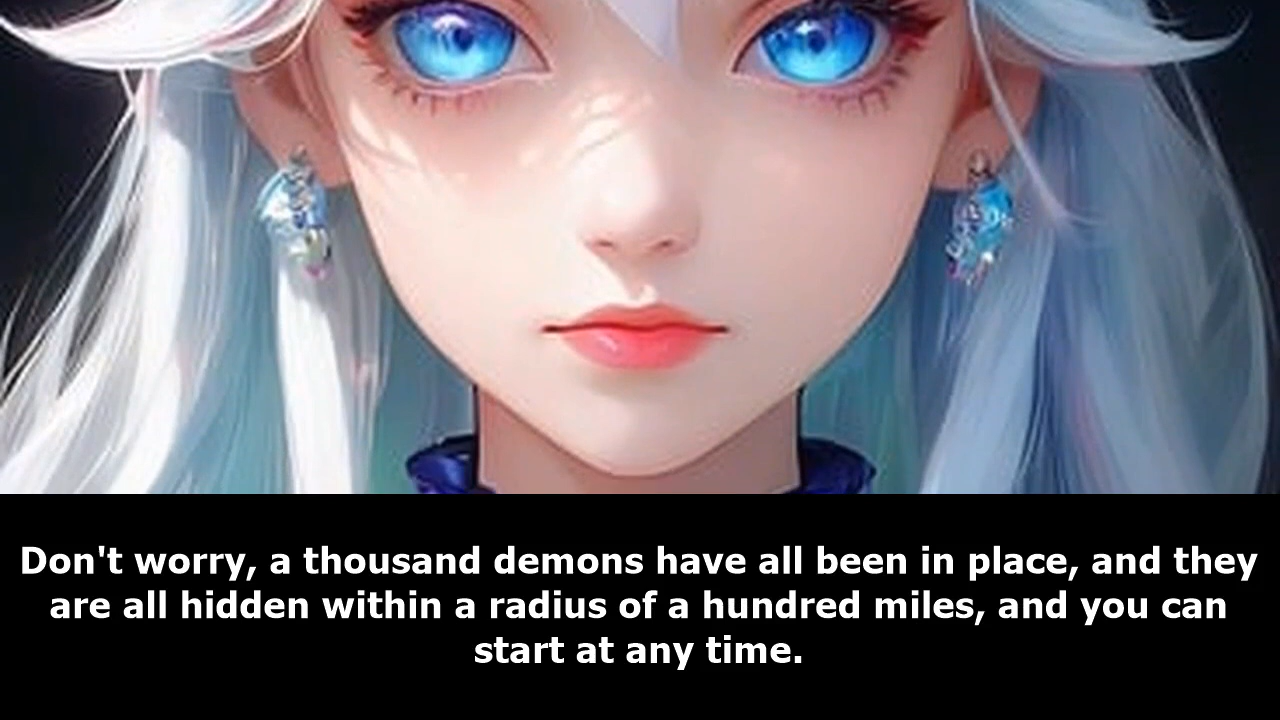 Don't worry, a thousand demons have all been in place, and they
are all hidden within a radius of a hundred miles, and you can
start at any time.